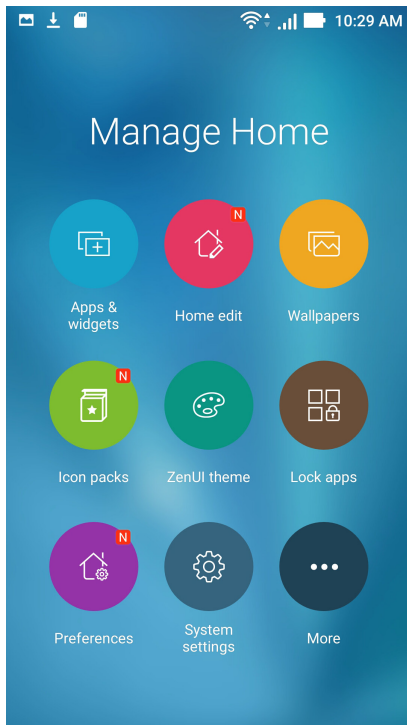 10:29 AM
Manage Home
N
Apps &
widgets
Home edit
Wallpapers
N
Icon packs
ZenUI theme
Lock apps
N
Preferences
System
settings
More